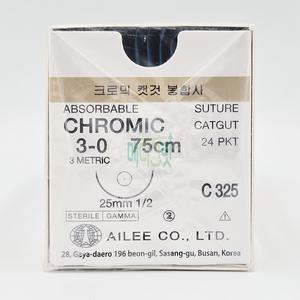 크로믹 캣것 봉합사
ABSORBABLE SUTURE
CHROMIC CATGUT
3-0 75cm 24 PKT
3 METRIC
C 325
25mm 1/2
STERILE GAMMA ②
AILEE CO., LTD.
28, Gaya-daero 196 beon-gil, Sasang-gu, Busan, Korea